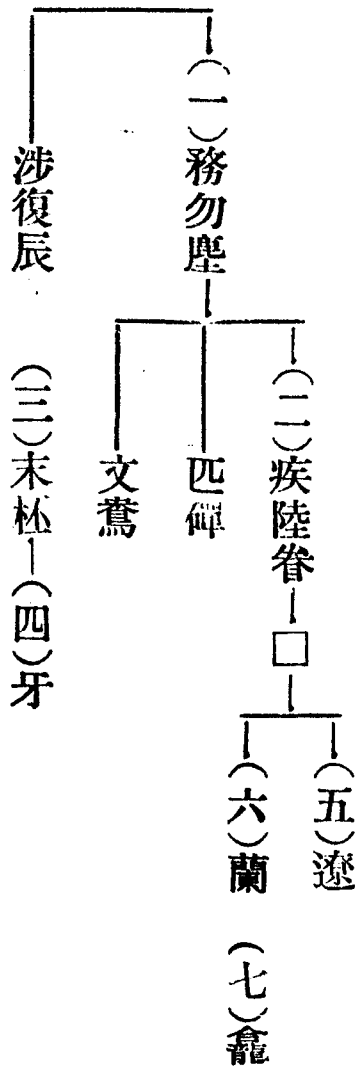 (一)務勿塵
涉復辰
(二)疾陸眷
匹磾
文鴦
(三)末杯
(四)牙
□
(五)遼
(六)蘭
(七)龕